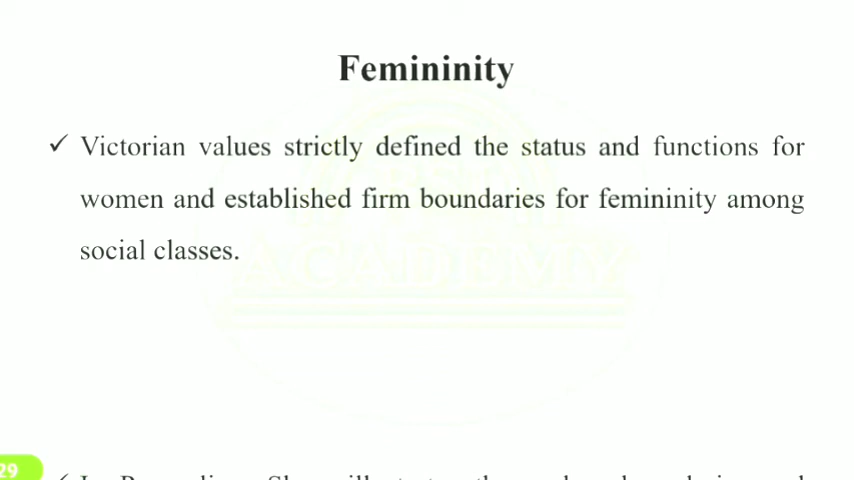 Femininity
✓ Victorian values strictly defined the status and functions for
women and established firm boundaries for femininity among
social classes.
ACADEMY
29